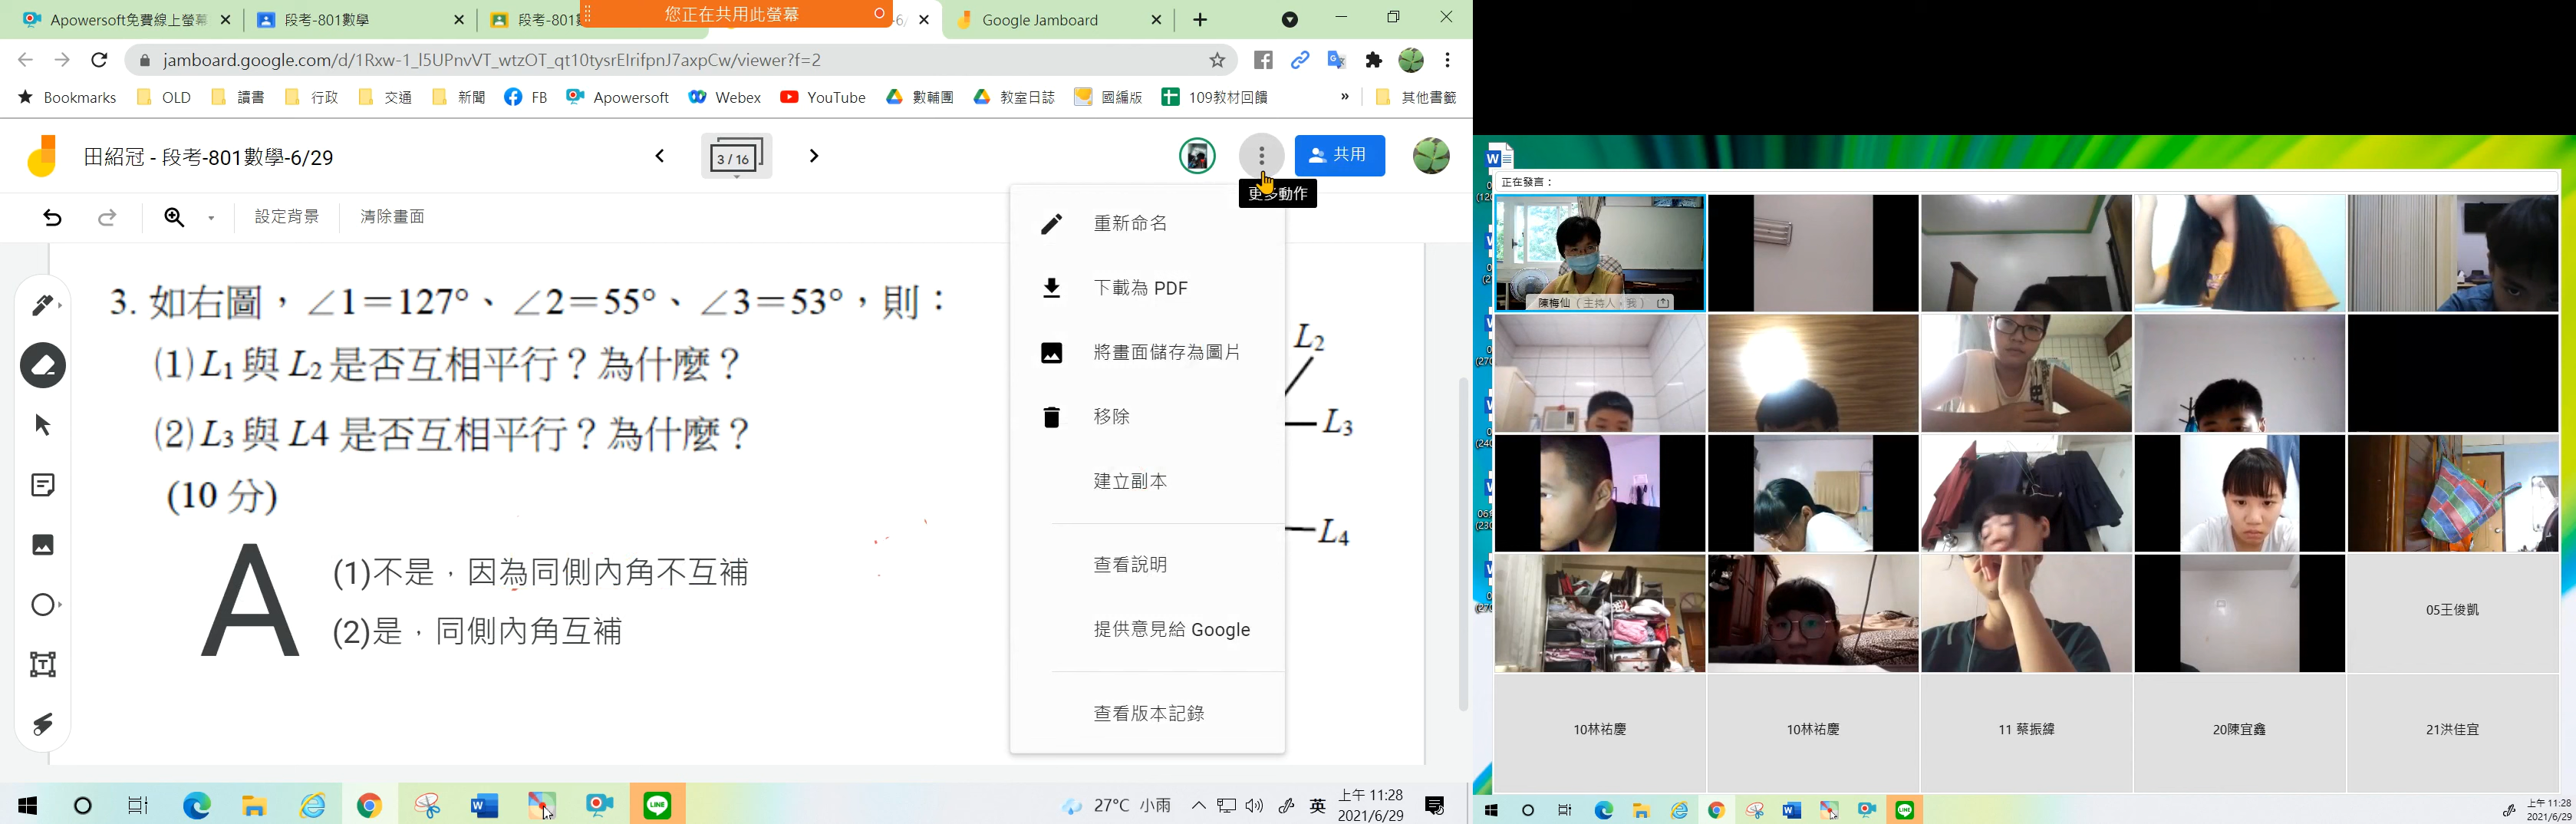 Apowersoft免費線上螢幕
段考-801數學
段考-801
您正在共用此螢幕
Google Jamboard
jamboard.google.com/d/1Rxw-1_l5UPnvVT_wtzOT_qt10tysrElrifpnJ7axpCw/viewer?f=2
Bookmarks OLD 讀書 行政 交通 新聞 FB Apowersoft Webex YouTube 數輔團 教室日誌 國編版 109教材回饋 » 其他書籤
田紹冠 - 段考-801數學-6/29
3 / 16
共用
更多動作
設定背景 清除畫面
重新命名
下載為 PDF
將畫面儲存為圖片
移除
建立副本
查看說明
提供意見給 Google
查看版本記錄
3. 如右圖，∠1＝127°、∠2＝55°、∠3＝53°，則：
(1)L1 與 L2 是否互相平行？為什麼？
(2)L3 與 L4 是否互相平行？為什麼？
(10 分)
L2
L3
L4
A
(1)不是，因為同側內角不互補
(2)是，同側內角互補
27°C 小雨
英
上午 11:28
2021/6/29
正在發言：
陳梅仙（主持人，我）
05王俊凱
10林祐慶
10林祐慶
11 蔡振緯
20陳宜鑫
21洪佳宜
上午 11:28
2021/6/29